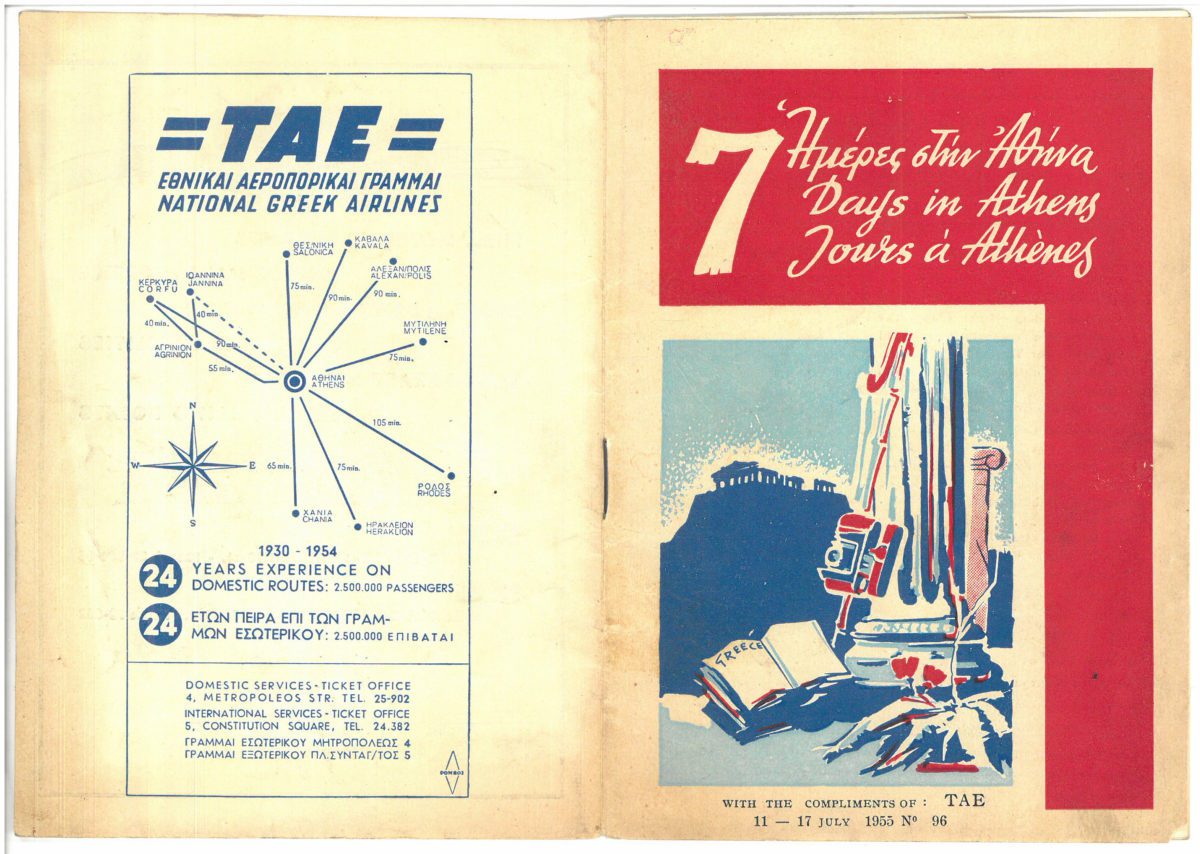 =TAE=
ΕΘΝΙΚΑΙ ΑΕΡΟΠΟΡΙΚΑΙ ΓΡΑΜΜΑΙ
NATIONAL GREEK AIRLINES
ΘΕΣ/ΝΙΚΗ
SALONICA
ΚΑΒΑΛΑ
KAVALA
ΑΛΕΞΑΝ/ΠΟΛΙΣ
ALEXAN/POLIS
ΚΕΡΚΥΡΑ
CORFU
ΙΩΑΝΝΙΝΑ
JANNINA
75 min.
90 min.
90 min.
40 min.
40 min.
ΜΥΤΙΛΗΝΗ
MYTILENE
ΑΓΡΙΝΙΟΝ
AGRINION
90 min.
55 min.
75 min.
ΑΘΗΝΑΙ
ATHENS
105 min.
N
W
E
S
65 min.
75 min.
ΡΟΔΟΣ
RHODES
ΧΑΝΙΑ
CHANIA
ΗΡΑΚΛΕΙΟΝ
HERAKLION
1930 - 1954
24 YEARS EXPERIENCE ON
DOMESTIC ROUTES: 2.500.000 PASSENGERS
24 ΕΤΩΝ ΠΕΙΡΑ ΕΠΙ ΤΩΝ ΓΡΑΜ-
ΜΩΝ ΕΣΩΤΕΡΙΚΟΥ: 2.500.000 ΕΠΙΒΑΤΑΙ
DOMESTIC SERVICES - TICKET OFFICE
4, METROPOLEOS STR. TEL. 25-902
INTERNATIONAL SERVICES - TICKET OFFICE
5, CONSTITUTION SQUARE, TEL. 24.382
ΓΡΑΜΜΑΙ ΕΣΩΤΕΡΙΚΟΥ ΜΗΤΡΟΠΟΛΕΩΣ 4
ΓΡΑΜΜΑΙ ΕΞΩΤΕΡΙΚΟΥ ΠΛ.ΣΥΝΤΑΓ/ΤΟΣ 5
7 Ἡμέρες στήν Ἀθήνα
Days in Athens
Jours á Athènes
GREECE
WITH THE COMPLIMENTS OF : TAE
11 — 17 JULY 1955 Nº 96